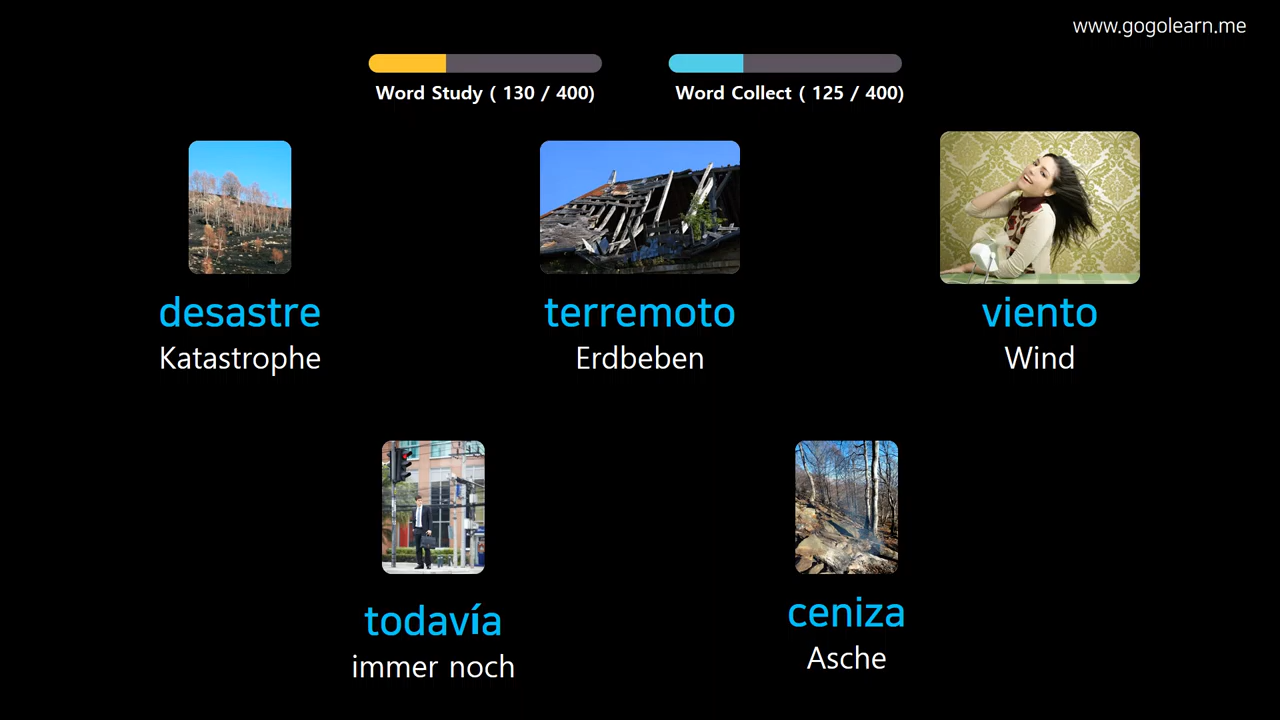 www.gogolearn.me
Word Study ( 130 / 400)
Word Collect ( 125 / 400)
desastre
Katastrophe
terremoto
Erdbeben
viento
Wind
todavía
immer noch
ceniza
Asche